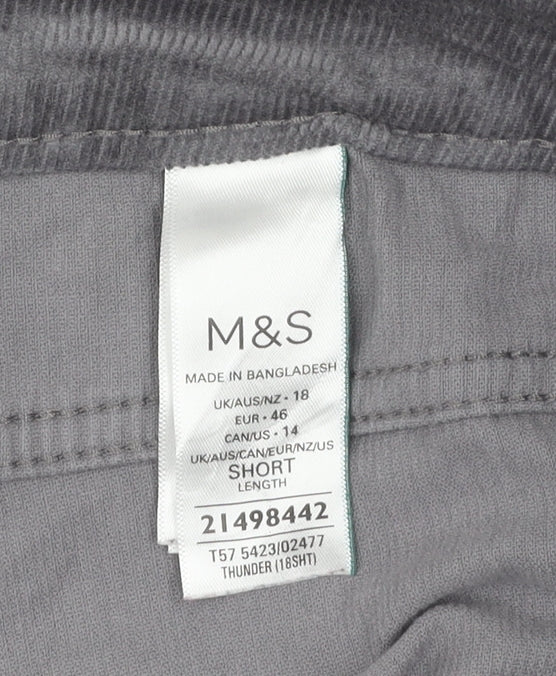 M&S
MADE IN BANGLADESH
UK/AUS/NZ • 18
EUR • 46
CAN/US • 14
UK/AUS/CAN/EUR/NZ/US
SHORT
LENGTH
21498442
T57 5423/02477
THUNDER (18SHT)